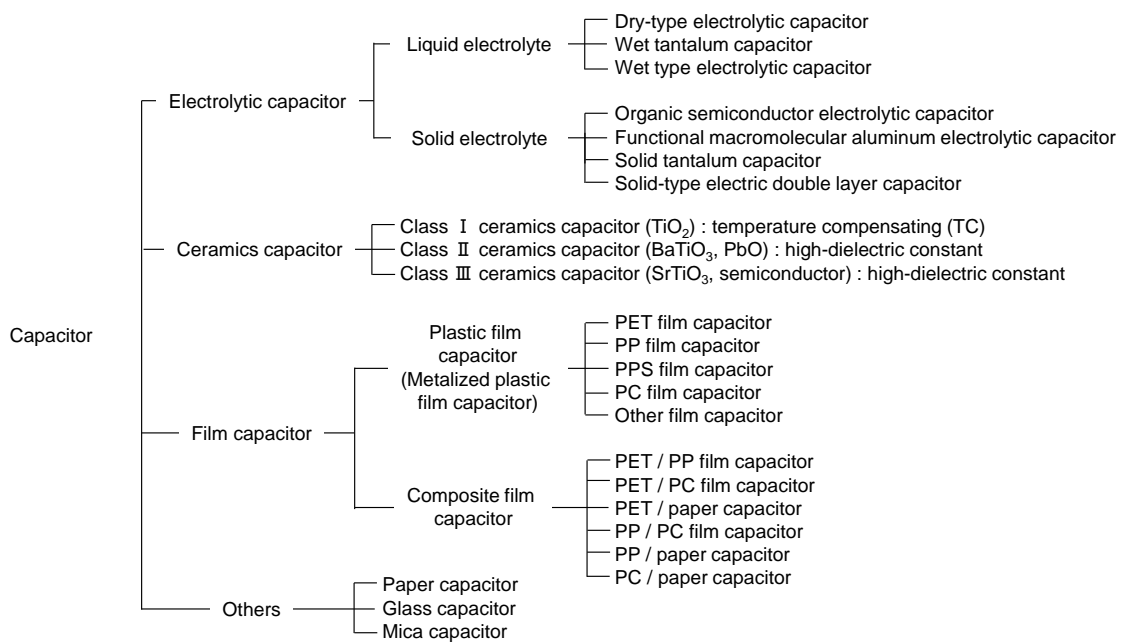 Capacitor
Electrolytic capacitor
Liquid electrolyte
Dry-type electrolytic capacitor
Wet tantalum capacitor
Wet type electrolytic capacitor
Solid electrolyte
Organic semiconductor electrolytic capacitor
Functional macromolecular aluminum electrolytic capacitor
Solid tantalum capacitor
Solid-type electric double layer capacitor
Ceramics capacitor
Class Ⅰ ceramics capacitor (TiO₂) : temperature compensating (TC)
Class Ⅱ ceramics capacitor (BaTiO₃, PbO) : high-dielectric constant
Class Ⅲ ceramics capacitor (SrTiO₃, semiconductor) : high-dielectric constant
Film capacitor
Plastic film
capacitor
(Metalized plastic
film capacitor)
PET film capacitor
PP film capacitor
PPS film capacitor
PC film capacitor
Other film capacitor
Composite film
capacitor
PET / PP film capacitor
PET / PC film capacitor
PET / paper capacitor
PP / PC film capacitor
PP / paper capacitor
PC / paper capacitor
Others
Paper capacitor
Glass capacitor
Mica capacitor